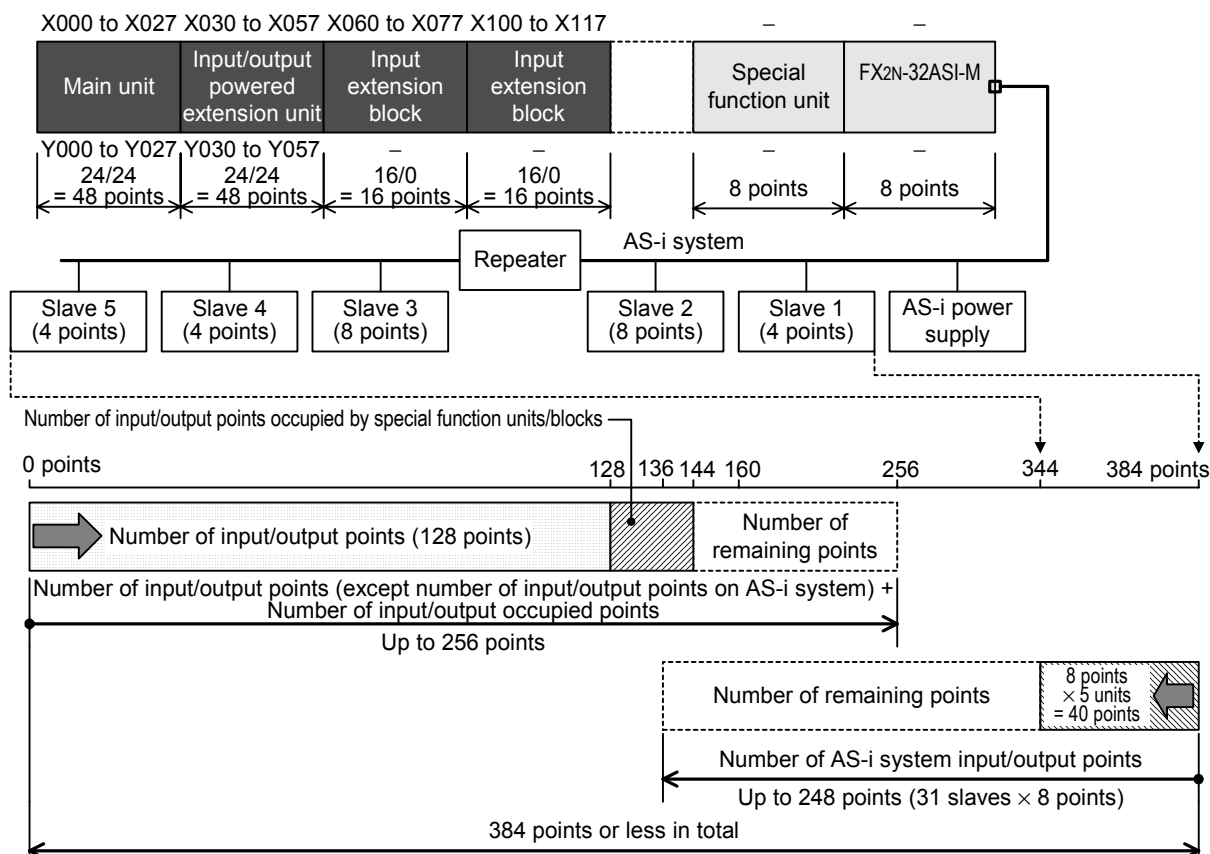 X000 to X027 X030 to X057 X060 to X077 X100 to X117 – –
Main unit
Input/output
powered
extension unit
Input
extension
block
Input
extension
block
Special
function unit
FX2N-32ASI-M
Y000 to Y027 Y030 to Y057 – – – –
24/24
= 48 points
24/24
= 48 points
16/0
= 16 points
16/0
= 16 points
8 points
8 points
AS-i system
Repeater
Slave 5
(4 points)
Slave 4
(4 points)
Slave 3
(8 points)
Slave 2
(8 points)
Slave 1
(4 points)
AS-i power
supply
Number of input/output points occupied by special function units/blocks
0 points 128 136 144 160 256 344 384 points
Number of input/output points (128 points)
Number of
remaining points
Number of input/output points (except number of input/output points on AS-i system) +
Number of input/output occupied points
Up to 256 points
Number of remaining points
8 points
× 5 units
= 40 points
Number of AS-i system input/output points
Up to 248 points (31 slaves × 8 points)
384 points or less in total